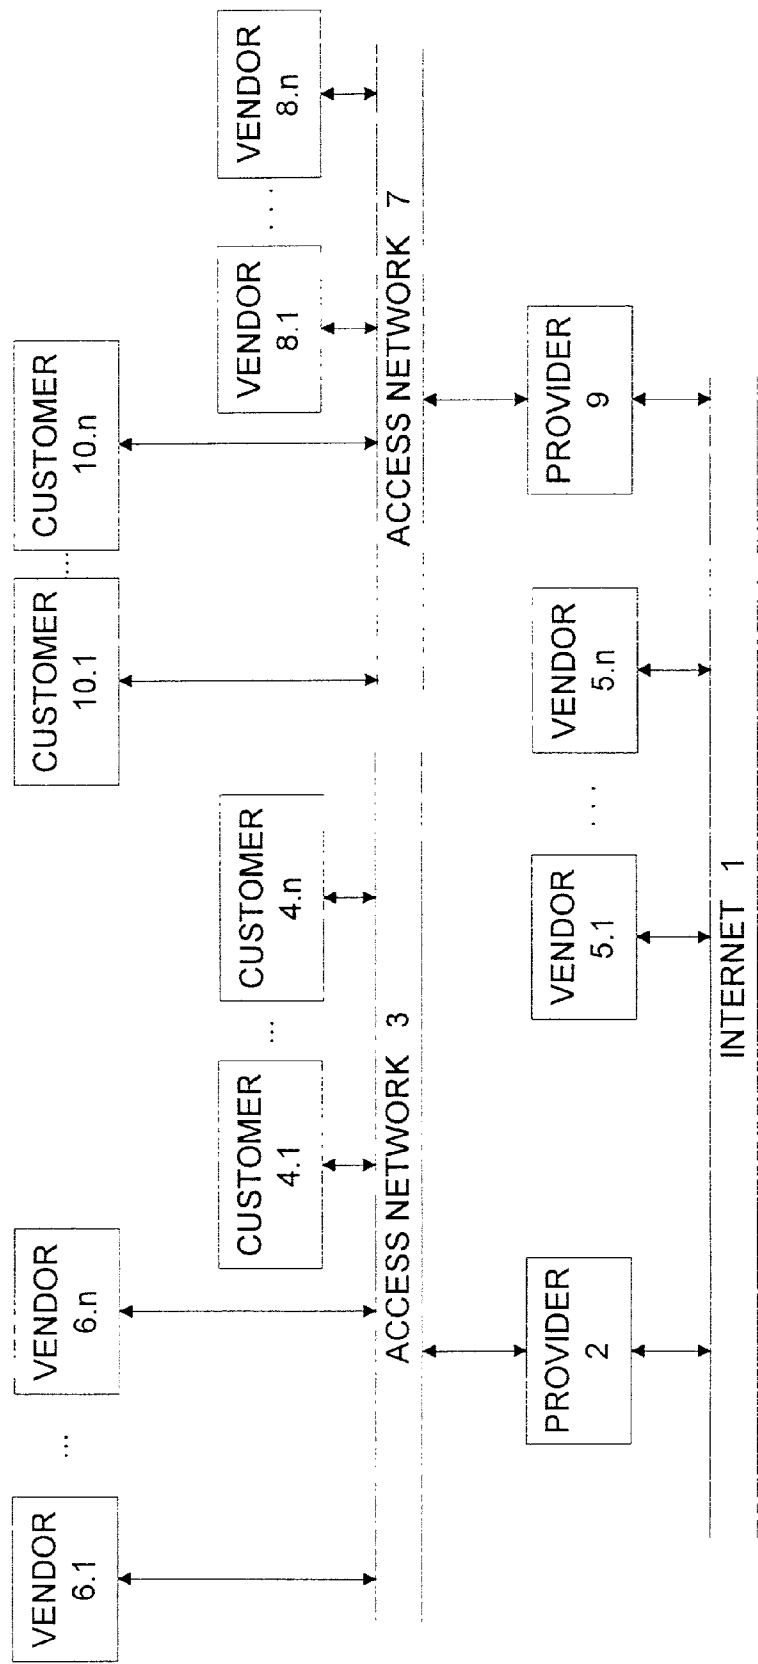 VENDOR
6.1
...
VENDOR
6.n
CUSTOMER
10.1
...
CUSTOMER
10.n
CUSTOMER
4.1
...
CUSTOMER
4.n
VENDOR
8.1
. . . .
VENDOR
8.n
ACCESS NETWORK 3
ACCESS NETWORK 7
PROVIDER
2
VENDOR
5.1
. . .
VENDOR
5.n
PROVIDER
9
INTERNET 1